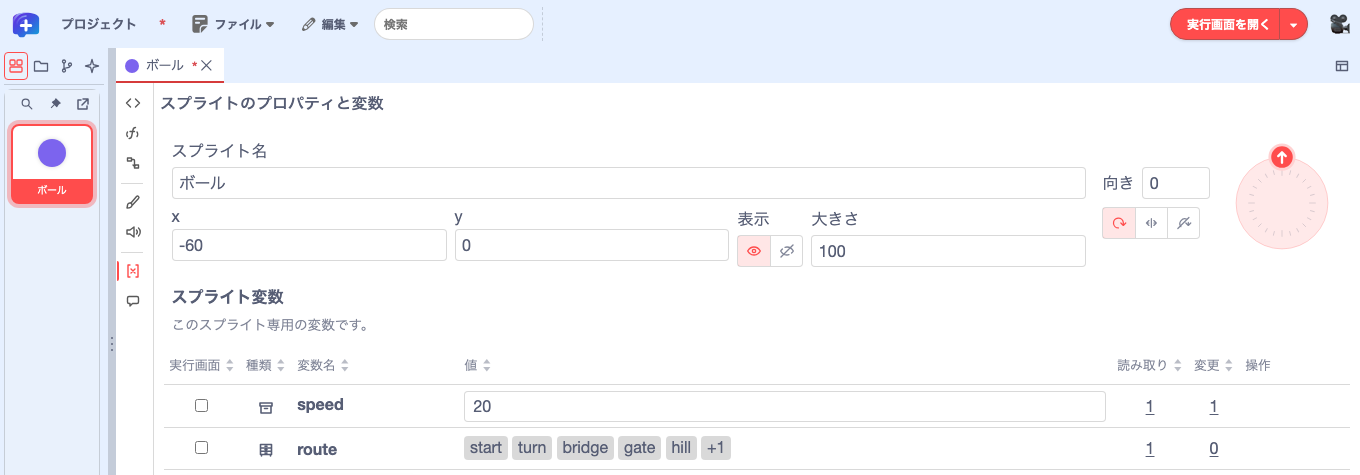 プロジェクト * ファイル 編集 検索 実行画面を開く
ボール *
スプライトのプロパティと変数
スプライト名
ボール
向き 0
x y 表示 大きさ
-60 0 100
ボール
スプライト変数
このスプライト専用の変数です。
実行画面 種類 変数名 値 読み取り 変更 操作
speed 20 1 1
route start turn bridge gate hill +1 1 0